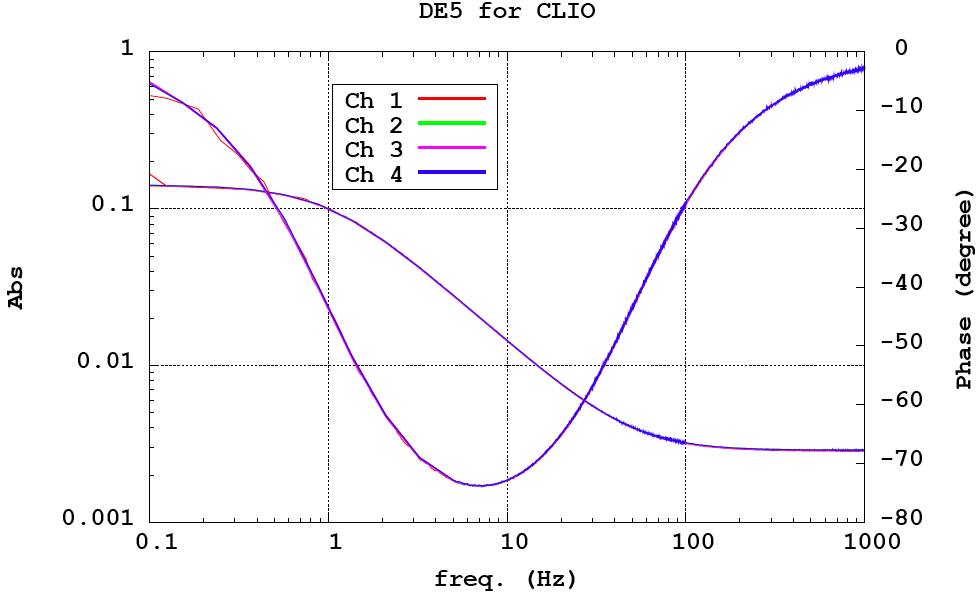 DE5 for CLIO
Ch 1
Ch 2
Ch 3
Ch 4
1
0.1
0.01
0.001
Abs
0
-10
-20
-30
-40
-50
-60
-70
-80
Phase (degree)
0.1 1 10 100 1000
freq. (Hz)